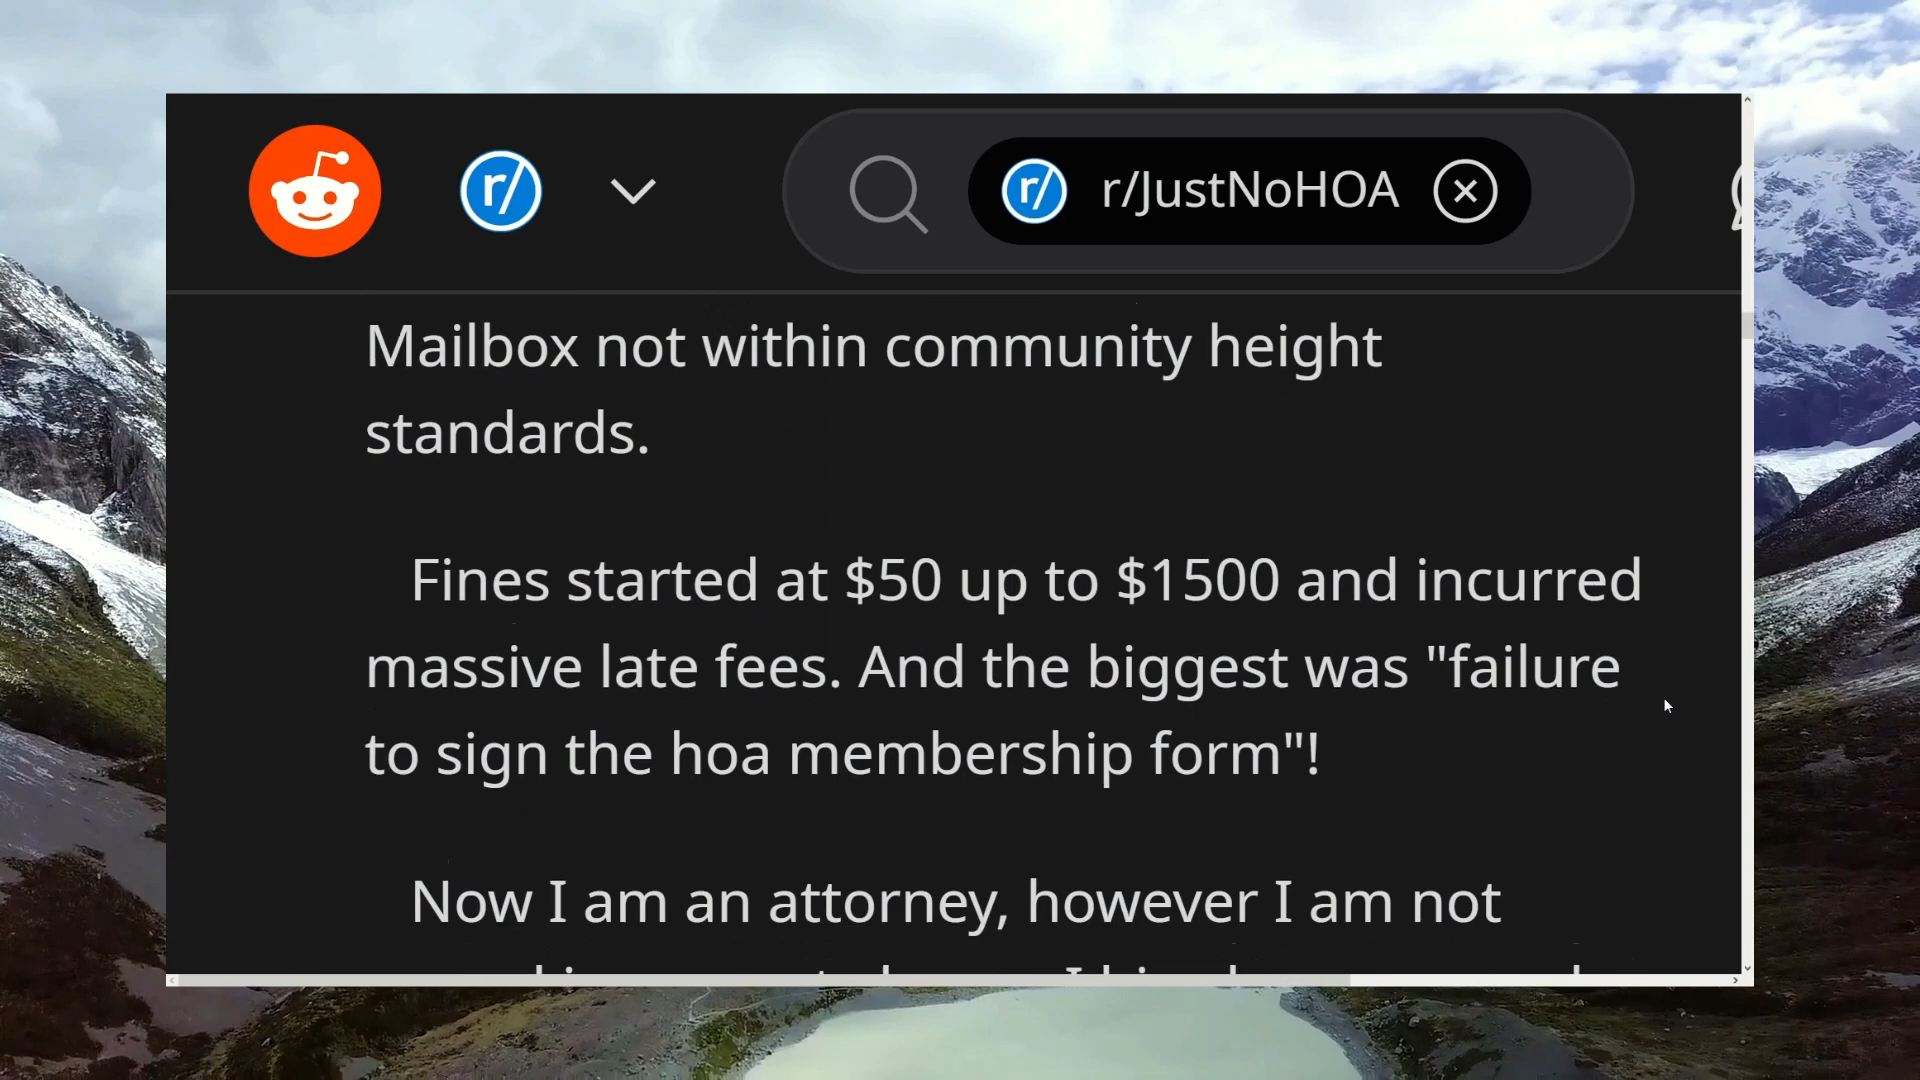 r/
r/ r/JustNoHOA
Mailbox not within community height
standards.
Fines started at $50 up to $1500 and incurred
massive late fees. And the biggest was "failure
to sign the hoa membership form"!
Now I am an attorney, however I am not